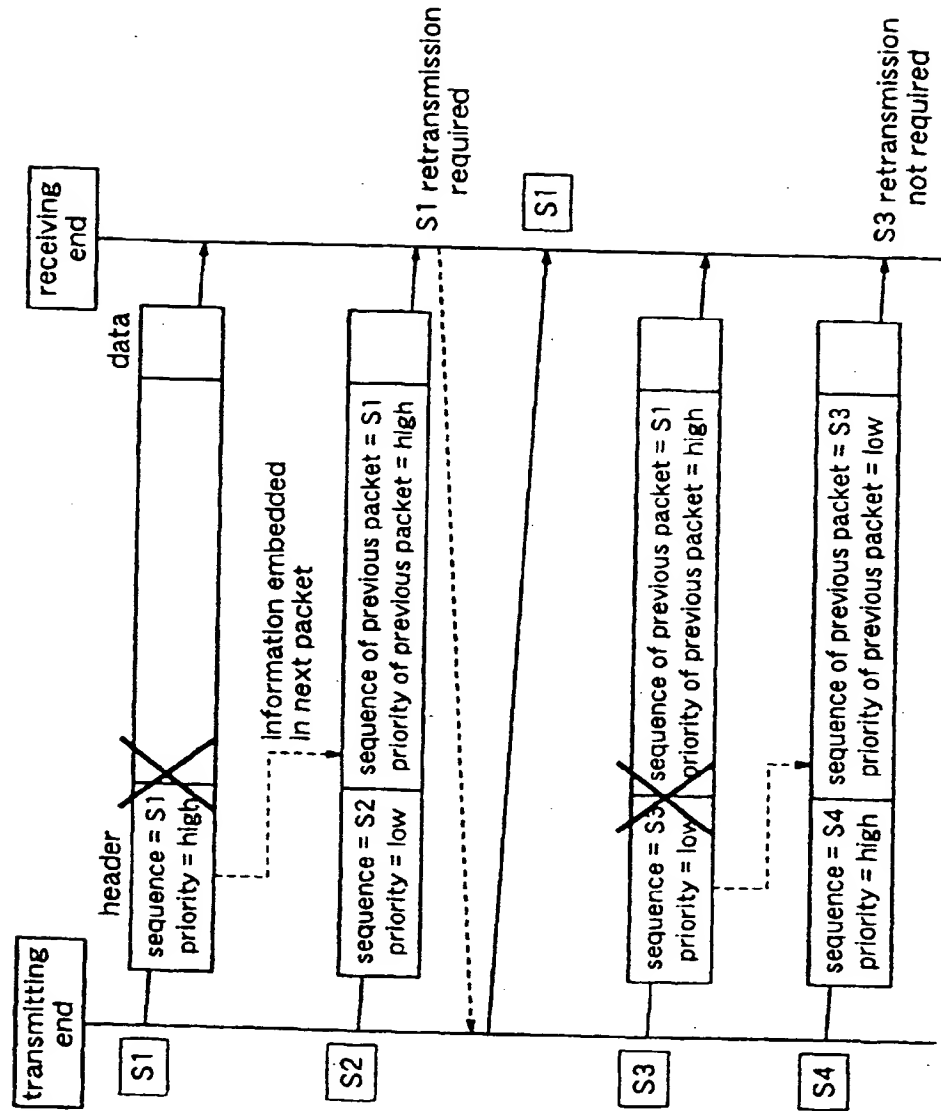 transmitting
end
receiving
end
header
data
S1
sequence = S1
priority = high
information embedded
In next packet
S2
sequence = S2
priority = low
sequence of previous packet = S1
priority of previous packet = high
S1 retransmission
required
S1
S3
sequence = S3
priority = low
sequence of previous packet = S1
priority of previous packet = high
S4
sequence = S4
priority = high
sequence of previous packet = S3
priority of previous packet = low
S3 retransmission
not required